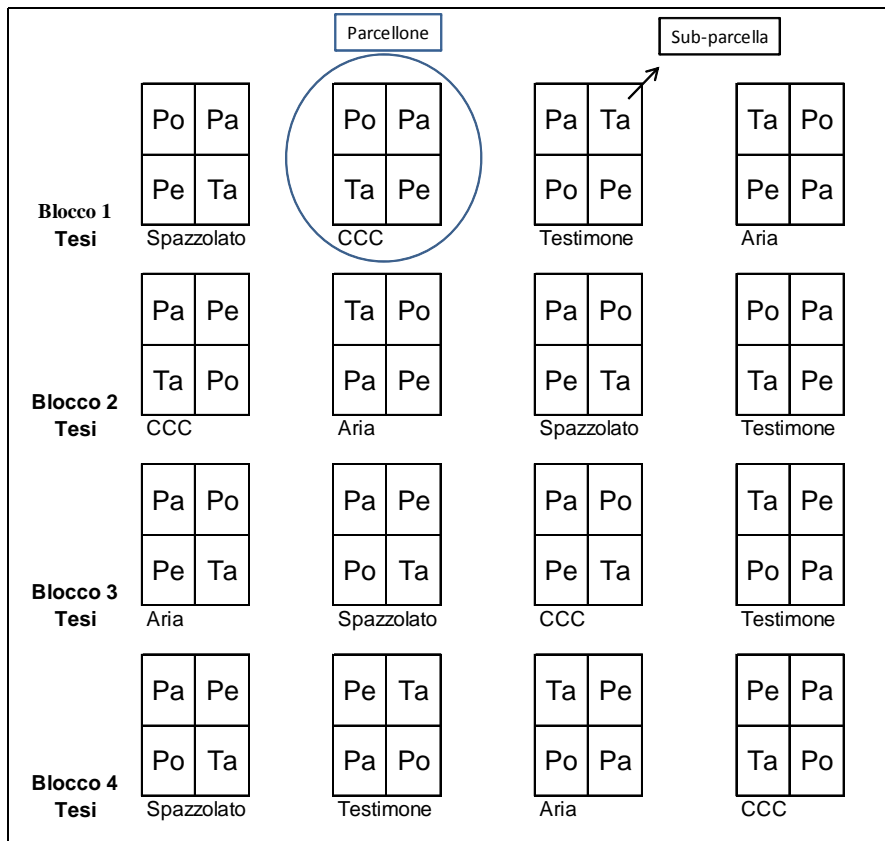 Parcellone
Sub-parcella
Po Pa Po Pa Pa Ta Ta Po
Pe Ta Ta Pe Po Pe Pe Pa
Blocco 1
Tesi Spazzolato CCC Testimone Aria
Pa Pe Ta Po Pa Po Po Pa
Ta Po Pa Pe Pe Ta Ta Pe
Blocco 2
Tesi CCC Aria Spazzolato Testimone
Pa Po Pa Pe Pa Po Ta Pe
Pe Ta Po Ta Pe Ta Po Pa
Blocco 3
Tesi Aria Spazzolato CCC Testimone
Pa Pe Pe Ta Ta Pe Pe Pa
Po Ta Pa Po Po Pa Ta Po
Blocco 4
Tesi Spazzolato Testimone Aria CCC